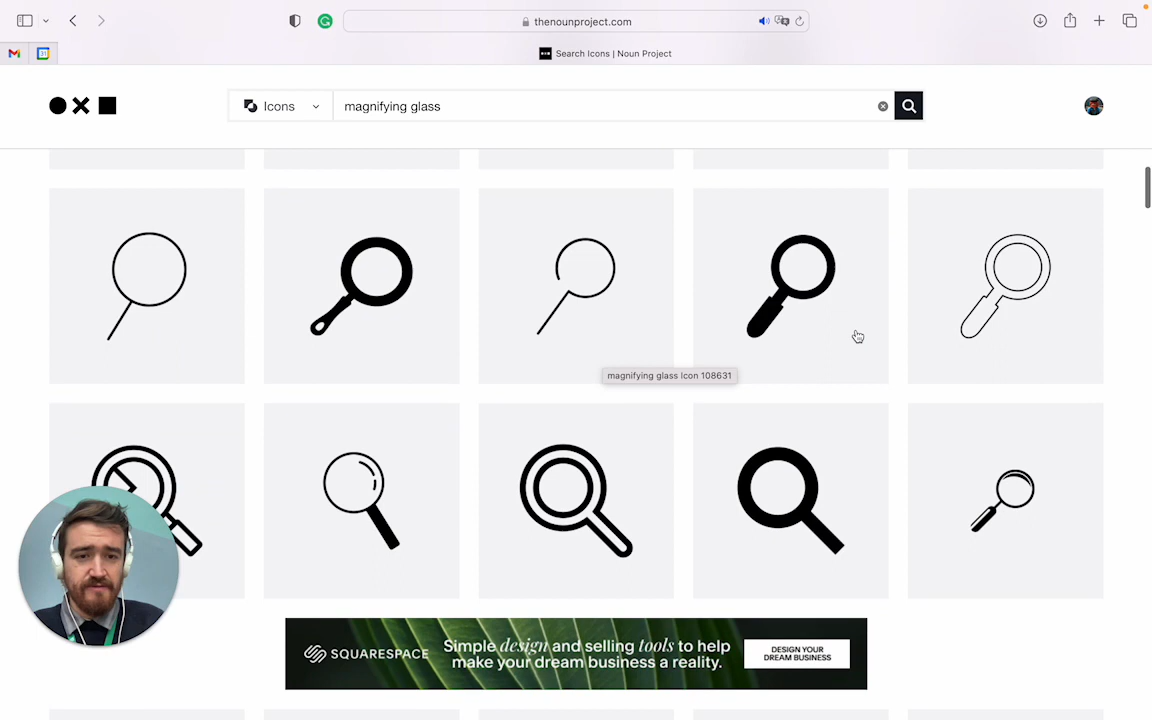 thenounproject.com
31
Search Icons | Noun Project
Icons
magnifying glass
magnifying glass Icon 108631
SQUARESPACE
Simple design and selling tools to help
make your dream business a reality.
DESIGN YOUR
DREAM BUSINESS